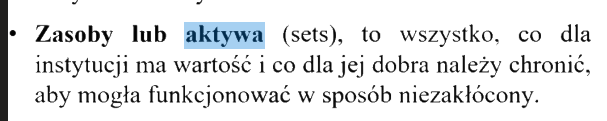 • Zasoby lub aktywa (sets), to wszystko, co dla
instytucji ma wartość i co dla jej dobra należy chronić,
aby mogła funkcjonować w sposób niezakłócony.